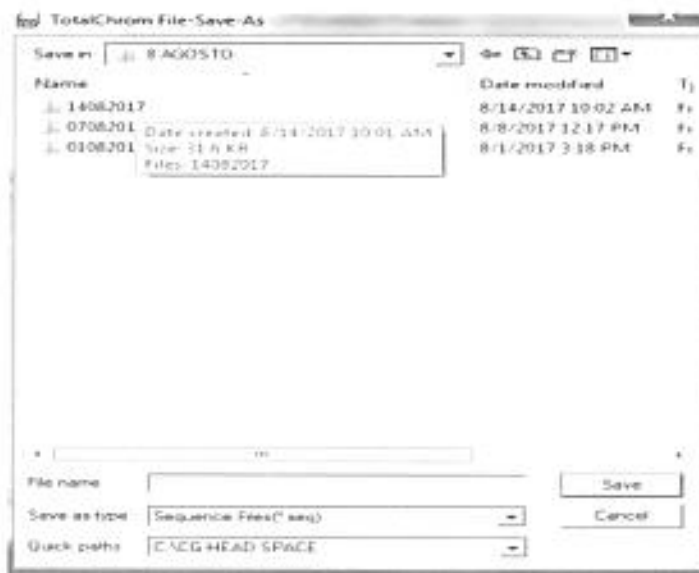 TotalChrom File-Save-As
Save in 8 AGOSTO
Name Date modified
14082017 8/14/2017 10:02 AM
0708201 8/8/2017 12:17 PM
0108201 8/1/2017 3:18 PM
Date created: 8/14/2017 10:01 AM
Size: 31.6 KB
Files: 14082017
File name Save
Save as type Sequence Files(*.seq) Cancel
Quick paths C:\CG HEAD SPACE